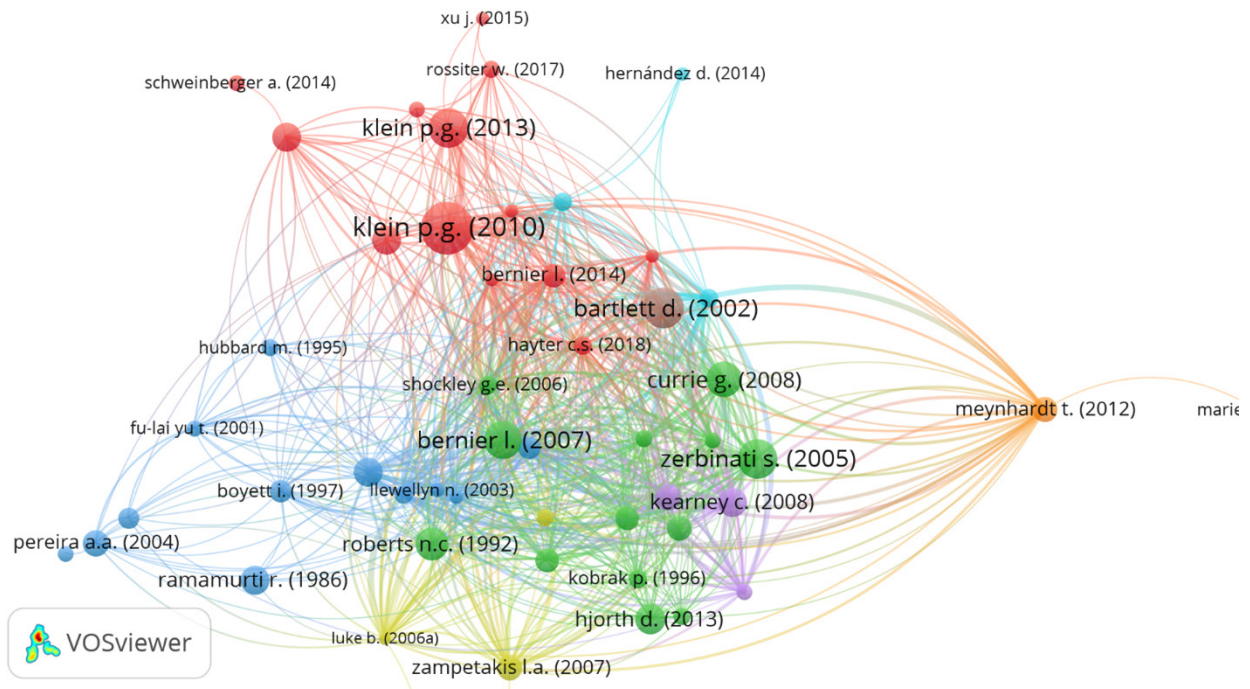 xu j. (2015)
rossiter w. (2017)
hernández d. (2014)
schweinberger a. (2014)
klein p.g. (2013)
klein p.g. (2010)
bernier l. (2014)
bartlett d. (2002)
hubbard m. (1995)
hayter c.s. (2018)
shockley g.e. (2006)
currie g. (2008)
meynhardt t. (2012)
marie
fu-lai yu t. (2001)
bernier l. (2007)
zerbinati s. (2005)
boyett i. (1997)
llewellyn n. (2003)
kearney c. (2008)
pereira a.a. (2004)
roberts n.c. (1992)
ramamurti r. (1986)
kobrak p. (1996)
hjorth d. (2013)
luke b. (2006a)
VOSviewer
zampetakis l.a. (2007)